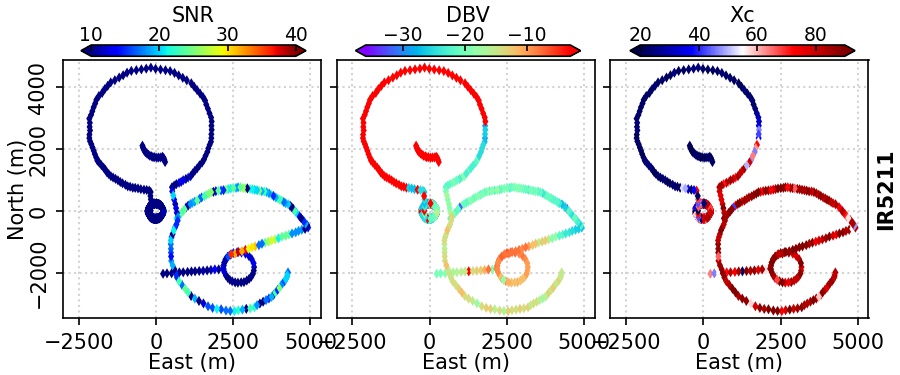 SNR DBV Xc
10 20 30 40 −30 −20 −10 20 40 60 80
4000
2000
0
−2000
North (m)
−2500 0 2500 5000 −2500 0 2500 5000 −2500 0 2500 5000
East (m) East (m) East (m)
IR5211